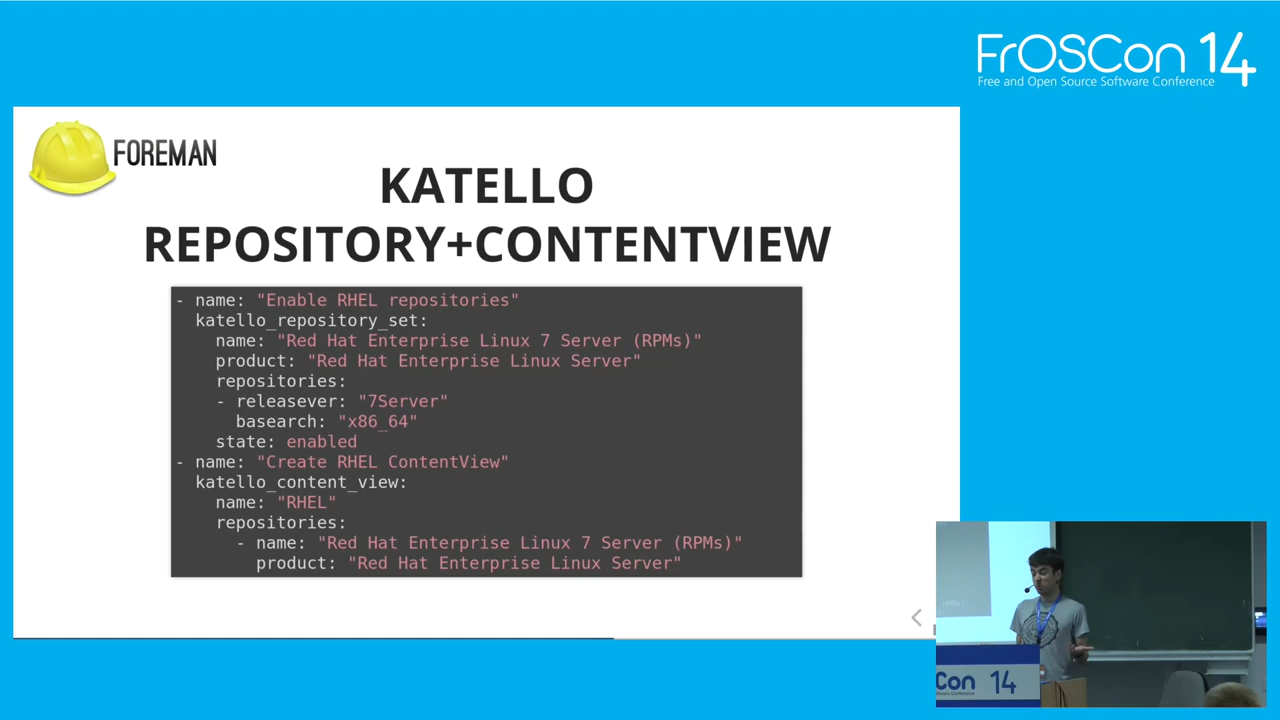 FrOSCon 14
Free and Open Source Software Conference
FOREMAN
KATELLO
REPOSITORY+CONTENTVIEW
- name: "Enable RHEL repositories"
katello_repository_set:
name: "Red Hat Enterprise Linux 7 Server (RPMs)"
product: "Red Hat Enterprise Linux Server"
repositories:
- releasever: "7Server"
basearch: "x86_64"
state: enabled
- name: "Create RHEL ContentView"
katello_content_view:
name: "RHEL"
repositories:
- name: "Red Hat Enterprise Linux 7 Server (RPMs)"
product: "Red Hat Enterprise Linux Server"
Con 14
Software Conference